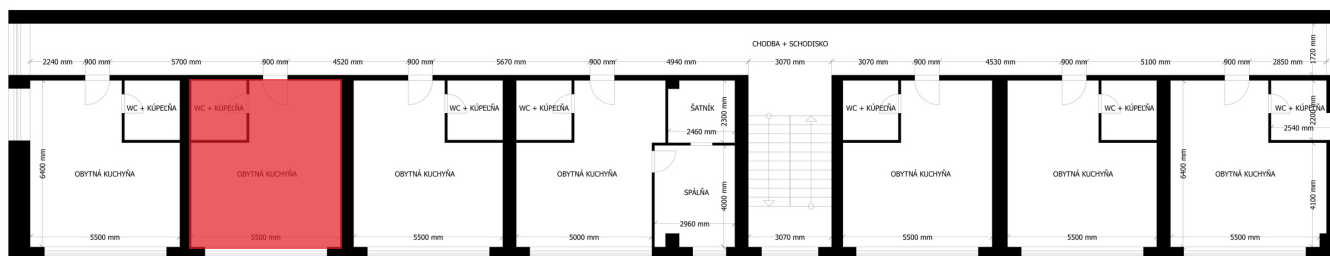 CHODBA + SCHODISKO
2240 mm 900 mm 5700 mm 900 mm 4520 mm 900 mm 5670 mm 900 mm 4940 mm 3070 mm 3070 mm 900 mm 4530 mm 900 mm 5100 mm 900 mm 2850 mm 1720 mm
WC + KÚPEĽŇA WC + KÚPEĽŇA WC + KÚPEĽŇA WC + KÚPEĽŇA ŠATNÍK WC + KÚPEĽŇA WC + KÚPEĽŇA WC + KÚPEĽŇA
2300 mm 2200 mm
2460 mm 2540 mm
6400 mm OBYTNÁ KUCHYŇA OBYTNÁ KUCHYŇA OBYTNÁ KUCHYŇA OBYTNÁ KUCHYŇA OBYTNÁ KUCHYŇA OBYTNÁ KUCHYŇA 6400 mm OBYTNÁ KUCHYŇA
SPÁLŇA 4000 mm 4100 mm
2960 mm
5500 mm 5500 mm 5500 mm 5000 mm 3070 mm 5500 mm 5500 mm 5500 mm